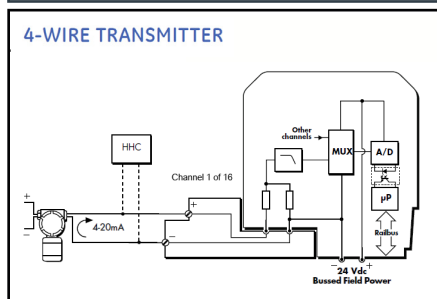 4-WIRE TRANSMITTER
HHC
Other
channels
MUX
A/D
Channel 1 of 16
µP
+
+
4-20mA
Railbus
−
−
− +
24 Vdc
Bussed Field Power